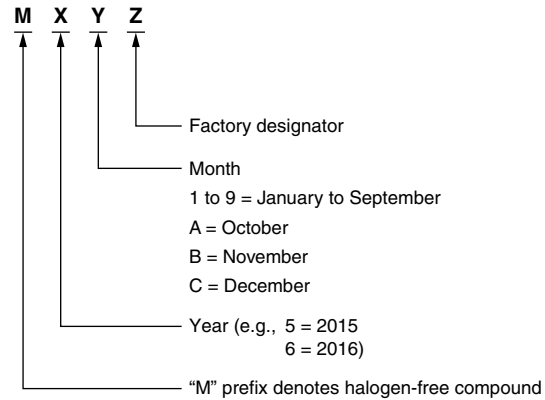 M X Y Z
Factory designator
Month
1 to 9 = January to September
A = October
B = November
C = December
Year (e.g., 5 = 2015
6 = 2016)
“M” prefix denotes halogen-free compound